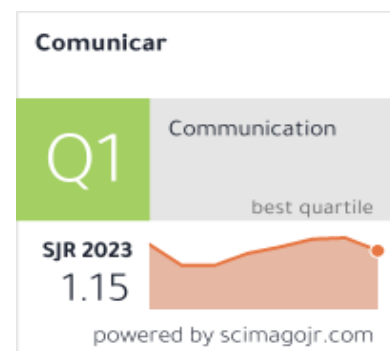 Comunicar
Q1
Communication
best quartile
SJR 2023
1.15
powered by scimagojr.com